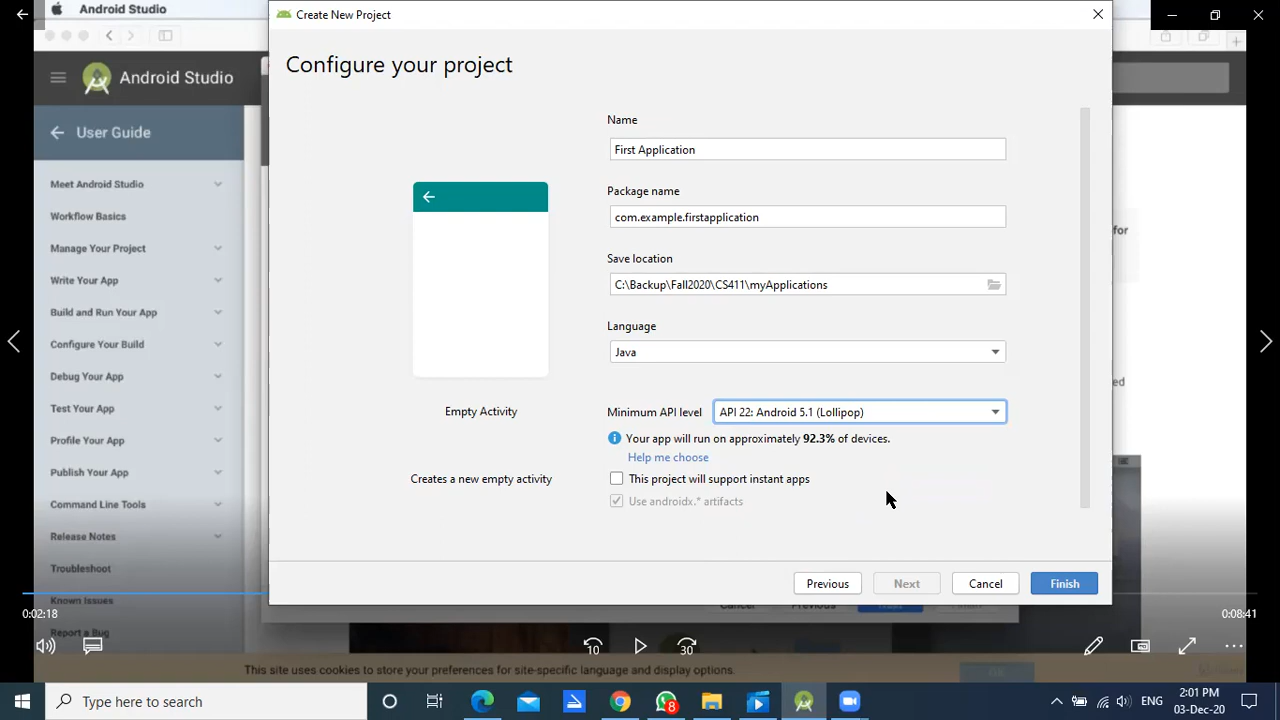 Android Studio
Create New Project
Configure your project
Android Studio
User Guide
Meet Android Studio
Workflow Basics
Manage Your Project
Write Your App
Build and Run Your App
Configure Your Build
Debug Your App
Test Your App
Profile Your App
Publish Your App
Command Line Tools
Release Notes
Troubleshoot
Known Issues
Report a Bug
Name
First Application
Package name
com.example.firstapplication
Save location
C:\Backup\Fall2020\CS411\myApplications
Language
Java
Empty Activity
Minimum API level
API 22: Android 5.1 (Lollipop)
Your app will run on approximately 92.3% of devices.
Help me choose
Creates a new empty activity
This project will support instant apps
Use androidx.* artifacts
Previous
Next
Cancel
Finish
for
Cancel
Previous
0:02:18
0:08:41
10
30
This site uses cookies to store your preferences for site-specific language and display options.
Type here to search
8
ENG
2:01 PM
03-Dec-20